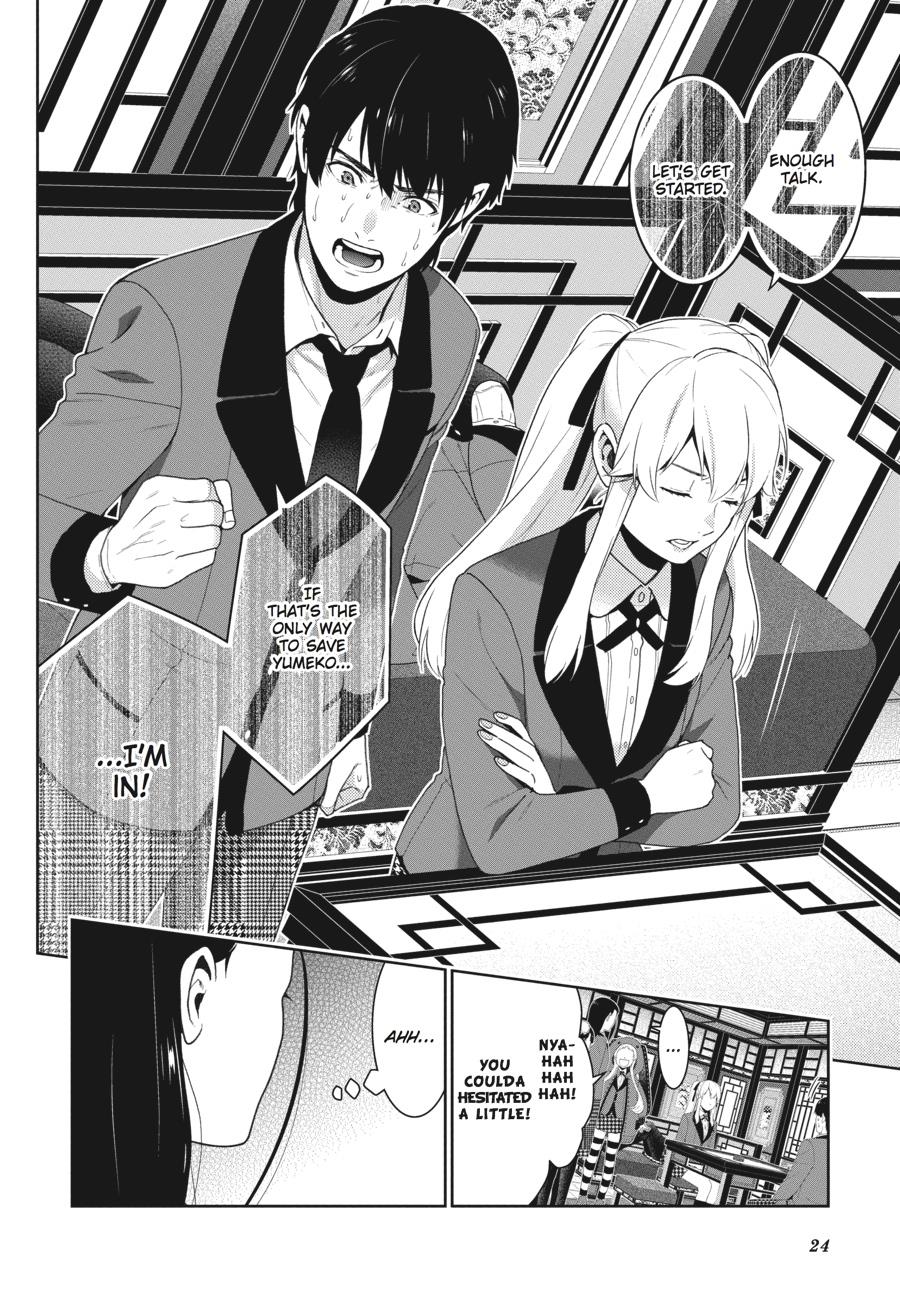 ENOUGH
TALK.
LET'S GET
STARTED.
IF
THAT'S THE
ONLY WAY
TO SAVE
YUMEKO...
...I'M
IN!
...
NYA-
HAH
HAH
HAH!
YOU
COULDA
HESITATED
A LITTLE!
AHH...
24